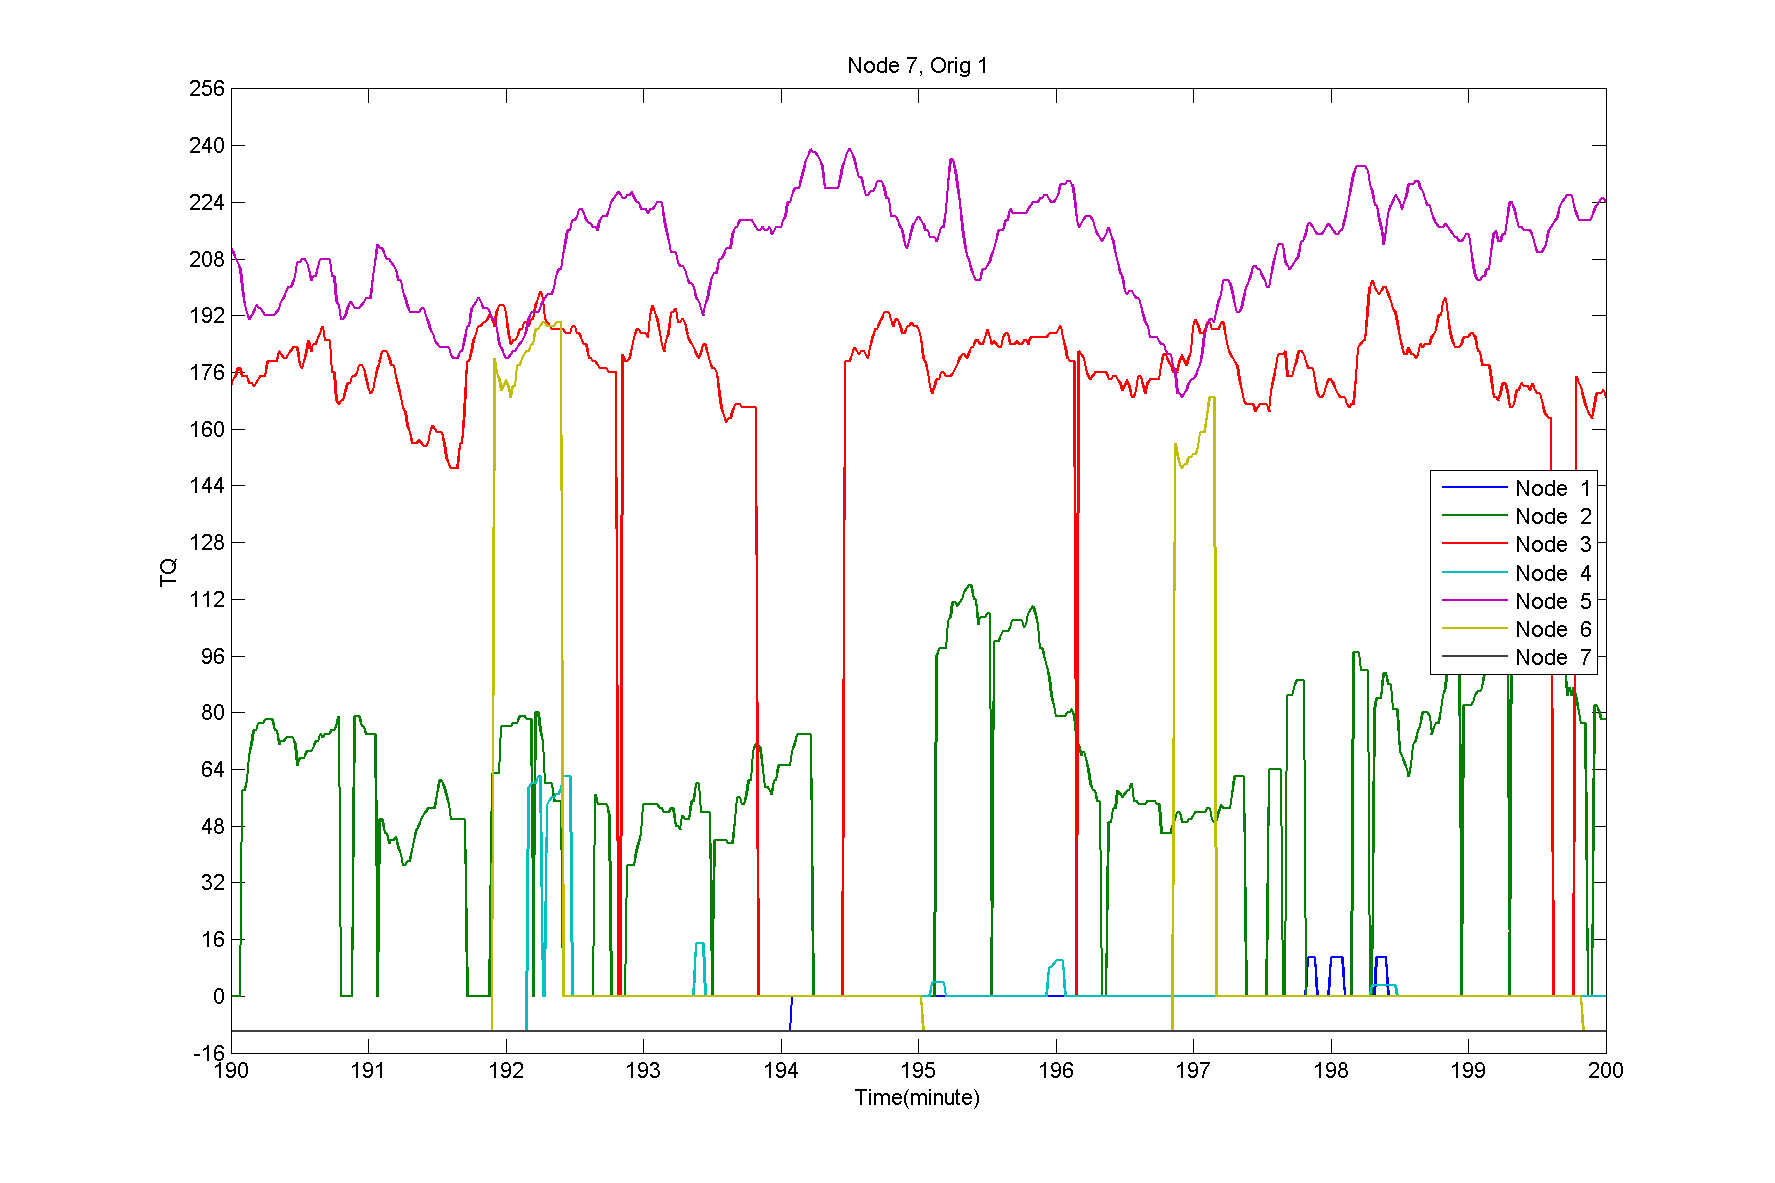 Node 7, Orig 1
256
240
224
208
192
176
160
144
128
112
96
80
64
48
32
16
0
-16
TQ
Node 1
Node 2
Node 3
Node 4
Node 5
Node 6
Node 7
190 191 192 193 194 195 196 197 198 199 200
Time(minute)